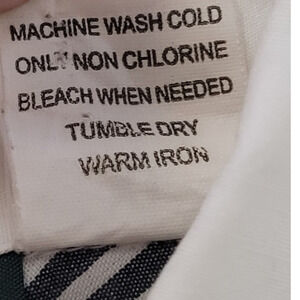 MACHINE WASH COLD
ONLY NON CHLORINE
BLEACH WHEN NEEDED
TUMBLE DRY
WARM IRON